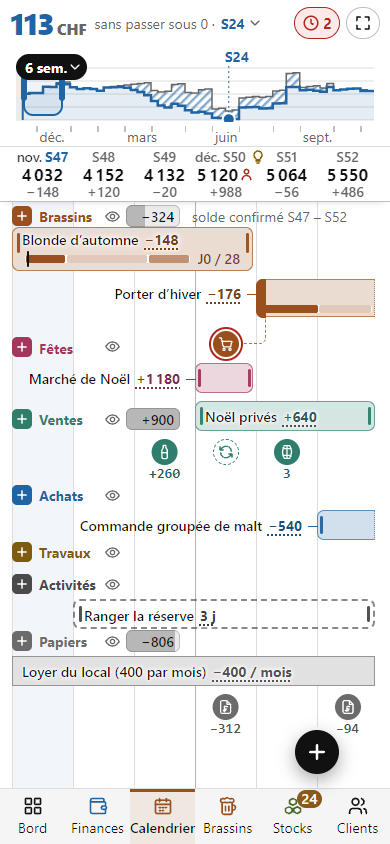 113 CHF sans passer sous 0 · S24
2
6 sem.
S24
déc. mars juin sept.
nov. S47 S48 S49 déc. S50 S51 S52
4 032 4 152 4 132 5 120 5 064 5 550
−148 +120 −20 +988 −56 +486
Brassins −324 solde confirmé S47 – S52
Blonde d’automne −148
J0 / 28
Porter d’hiver −176
Fêtes
Marché de Noël +1 180
Ventes +900 Noël privés +640
+260 3
Achats
Commande groupée de malt −540
Travaux
Activités
Ranger la réserve 3 j
Papiers −806
Loyer du local (400 par mois) −400 / mois
−312 −94
+
24
Bord Finances Calendrier Brassins Stocks Clients